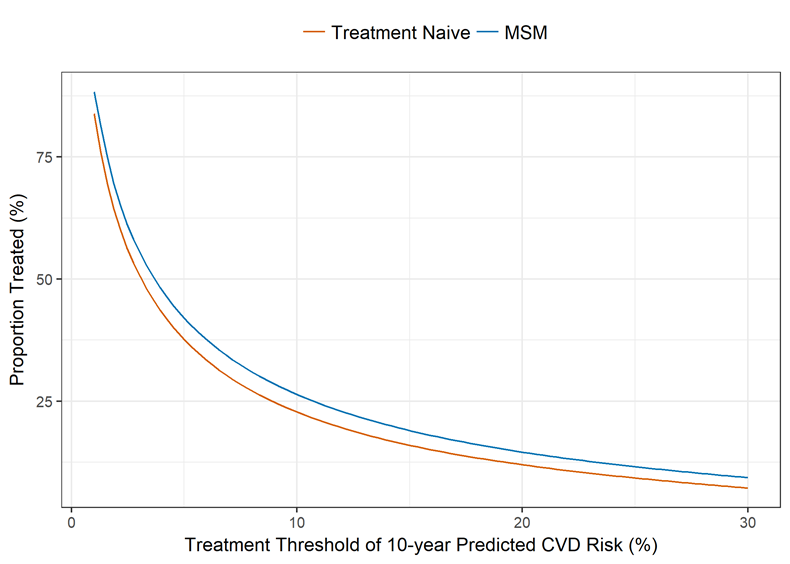 Treatment Naive MSM
75
50
25
Proportion Treated (%)
0 10 20 30
Treatment Threshold of 10-year Predicted CVD Risk (%)